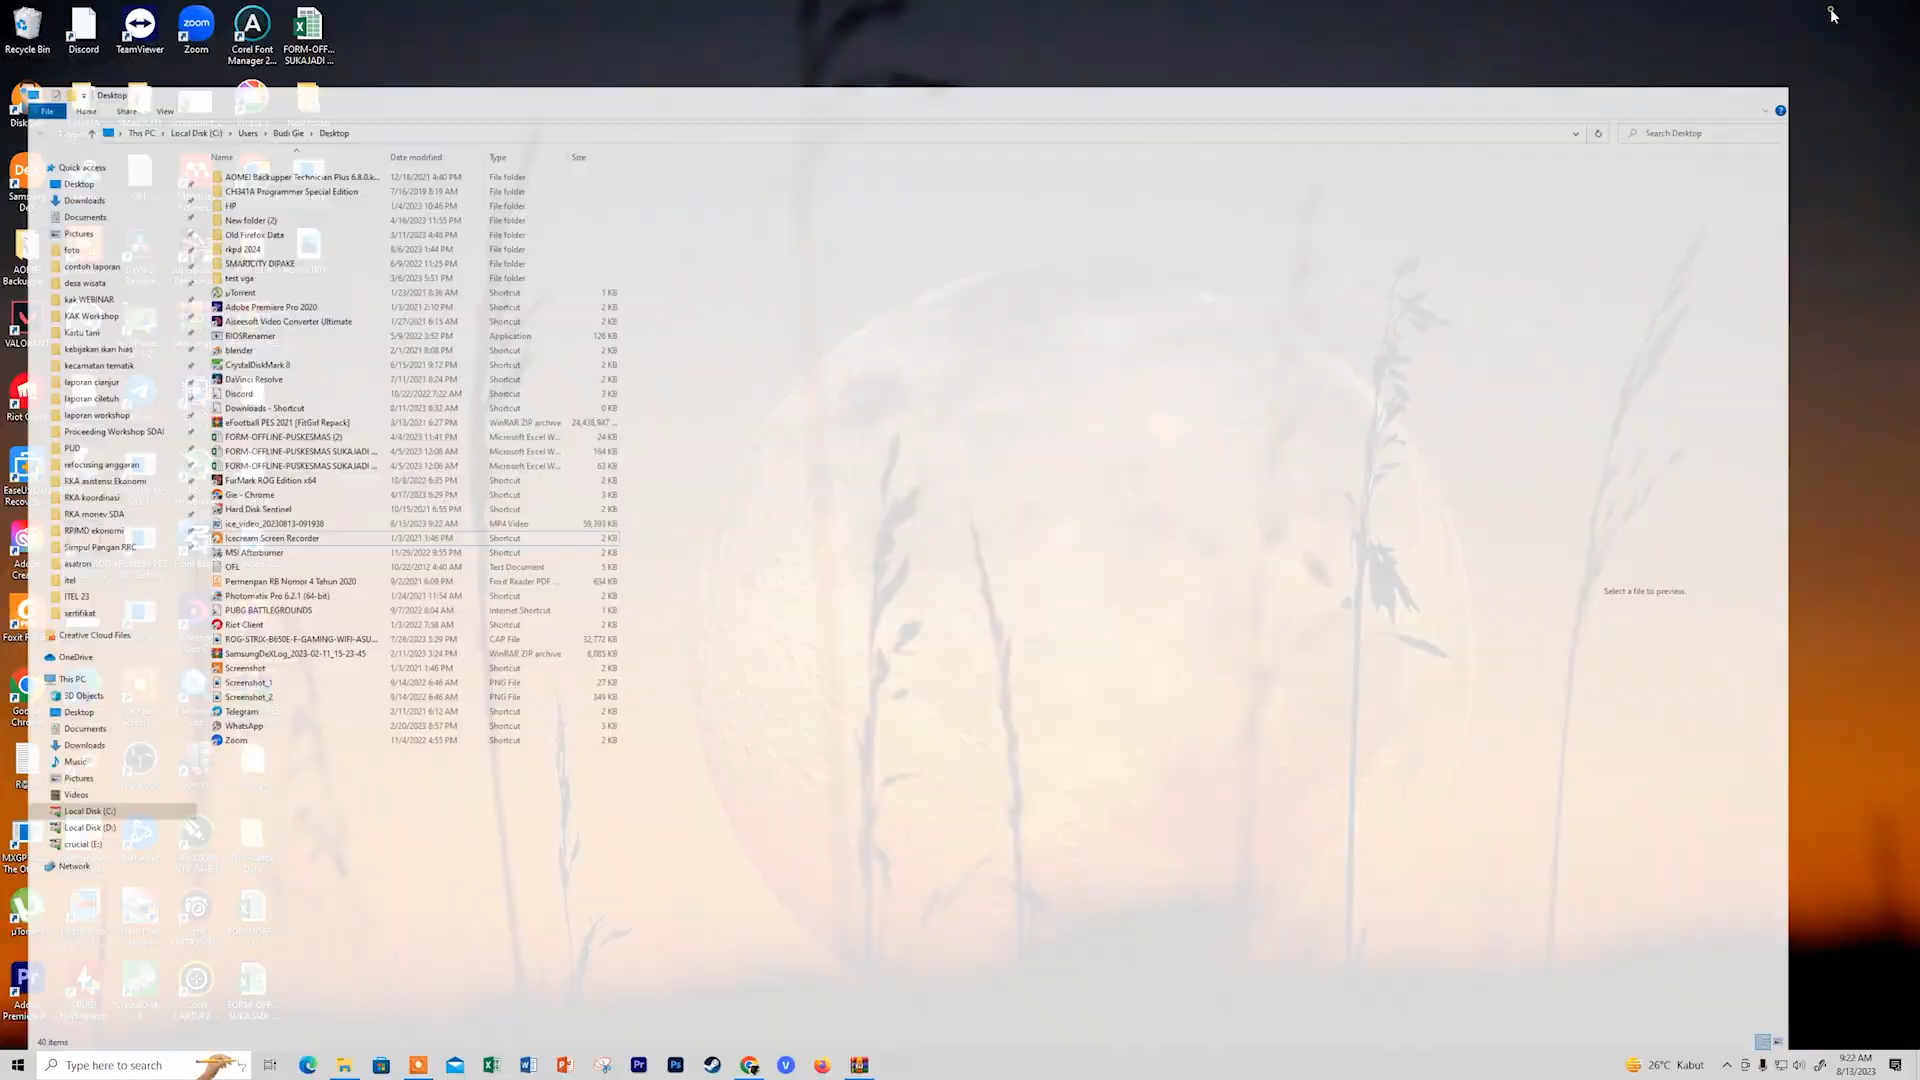 Recycle Bin
Discord
TeamViewer
Zoom
Corel Font
Manager 2...
FORM-OFF...
SUKAJADI ...
Desktop
File
Home
Share
View
This PC
Local Disk (C:)
Users
Budi Gie
Desktop
Search Desktop
Name
Date modified
Type
Size
Quick access
Desktop
Downloads
Documents
Pictures
foto
contoh laporan
desa wisata
kak WEBINAR
KAK Workshop
Kartu tani
kebijakan ikan hias
kecamatan tematik
laporan cianjur
laporan ciletuh
laporan workshop
Proceeding Workshop SDAI
PUD
refocusing anggaran
RKA asistensi Ekonomi
RKA koordinasi
RKA monev SDA
RPJMD ekonomi
Simpul Pangan RRC
asatron
itel
ITEL 23
sertifikat
Creative Cloud Files
OneDrive
This PC
3D Objects
Desktop
Documents
Downloads
Music
Pictures
Videos
Local Disk (C:)
Local Disk (D:)
crucial (E:)
Network
AOMEI Backupper Technician Plus 6.8.0.k... 12/18/2021 4:40 PM File folder
CH341A Programmer Special Edition 7/16/2019 8:19 AM File folder
HP 1/4/2023 10:46 PM File folder
New folder (2) 4/16/2023 11:55 PM File folder
Old Firefox Data 3/11/2023 4:48 PM File folder
rkpd 2024 8/6/2023 1:44 PM File folder
SMARTCITY DIPAKE 6/9/2022 11:25 PM File folder
test vga 3/6/2023 5:51 PM File folder
µTorrent 1/23/2021 8:36 AM Shortcut 1 KB
Adobe Premiere Pro 2020 1/3/2021 2:10 PM Shortcut 2 KB
Aiseesoft Video Converter Ultimate 1/27/2021 6:15 AM Shortcut 2 KB
BIOSRenamer 5/9/2022 3:52 PM Application 126 KB
blender 2/1/2021 8:08 PM Shortcut 2 KB
CrystalDiskMark 8 6/15/2021 9:12 PM Shortcut 2 KB
DaVinci Resolve 7/11/2021 8:24 PM Shortcut 2 KB
Discord 10/22/2022 7:22 AM Shortcut 3 KB
Downloads - Shortcut 8/11/2023 8:32 AM Shortcut 0 KB
eFootball PES 2021 [FitGirl Repack] 3/13/2021 6:27 PM WinRAR ZIP archive 24,438,947 ...
FORM-OFFLINE-PUSKESMAS (2) 4/4/2023 11:41 PM Microsoft Excel W... 24 KB
FORM-OFFLINE-PUSKESMAS SUKAJADI ... 4/5/2023 12:08 AM Microsoft Excel W... 164 KB
FORM-OFFLINE-PUSKESMAS SUKAJADI ... 4/5/2023 12:06 AM Microsoft Excel W... 63 KB
FurMark ROG Edition x64 10/8/2022 6:35 PM Shortcut 2 KB
Gie - Chrome 4/17/2023 6:29 PM Shortcut 3 KB
Hard Disk Sentinel 10/15/2021 6:55 PM Shortcut 2 KB
ice_video_20230813-091938 8/13/2023 9:22 AM MP4 Video 59,393 KB
Icecream Screen Recorder 1/3/2021 1:46 PM Shortcut 2 KB
MSI Afterburner 11/29/2022 9:55 PM Shortcut 2 KB
OFL 10/22/2012 4:40 AM Text Document 5 KB
Permenpan RB Nomor 4 Tahun 2020 9/2/2021 6:09 PM Foxit Reader PDF ... 634 KB
Photomatix Pro 6.2.1 (64-bit) 1/24/2021 11:54 AM Shortcut 2 KB
PUBG BATTLEGROUNDS 9/7/2022 8:04 AM Internet Shortcut 1 KB
Riot Client 1/3/2022 7:58 AM Shortcut 2 KB
ROG-STRIX-B650E-F-GAMING-WIFI-ASU... 7/28/2023 5:29 PM CAP File 32,772 KB
SamsungDeXLog_2023-02-11_15-23-45 2/11/2023 3:24 PM WinRAR ZIP archive 8,085 KB
Screenshot 1/3/2021 1:46 PM Shortcut 2 KB
Screenshot_1 9/14/2022 6:46 AM PNG File 27 KB
Screenshot_2 9/14/2022 6:46 AM PNG File 349 KB
Telegram 2/11/2021 6:12 AM Shortcut 2 KB
WhatsApp 2/20/2023 8:57 PM Shortcut 3 KB
Zoom 11/4/2022 4:55 PM Shortcut 2 KB
Select a file to preview.
40 items
Type here to search
26°C Kabut
9:22 AM
8/13/2023